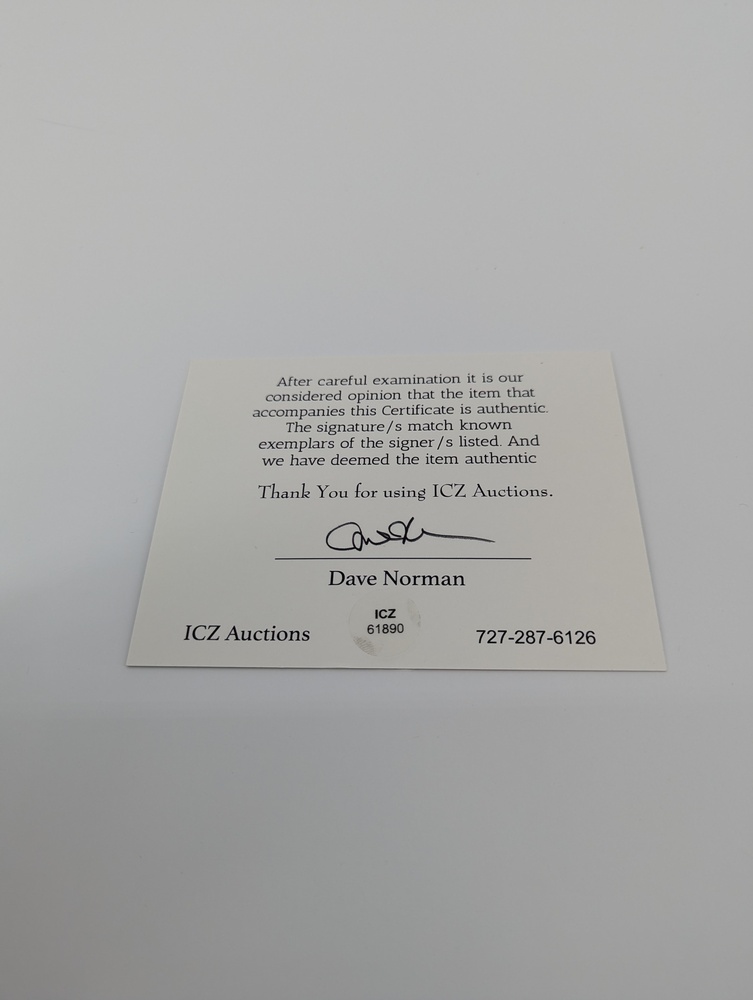 After careful examination it is our
considered opinion that the item that
accompanies this Certificate is authentic.
The signature/s match known
exemplars of the signer/s listed. And
we have deemed the item authentic
Thank You for using ICZ Auctions.
Dave Norman
ICZ Auctions
ICZ
61890
727-287-6126